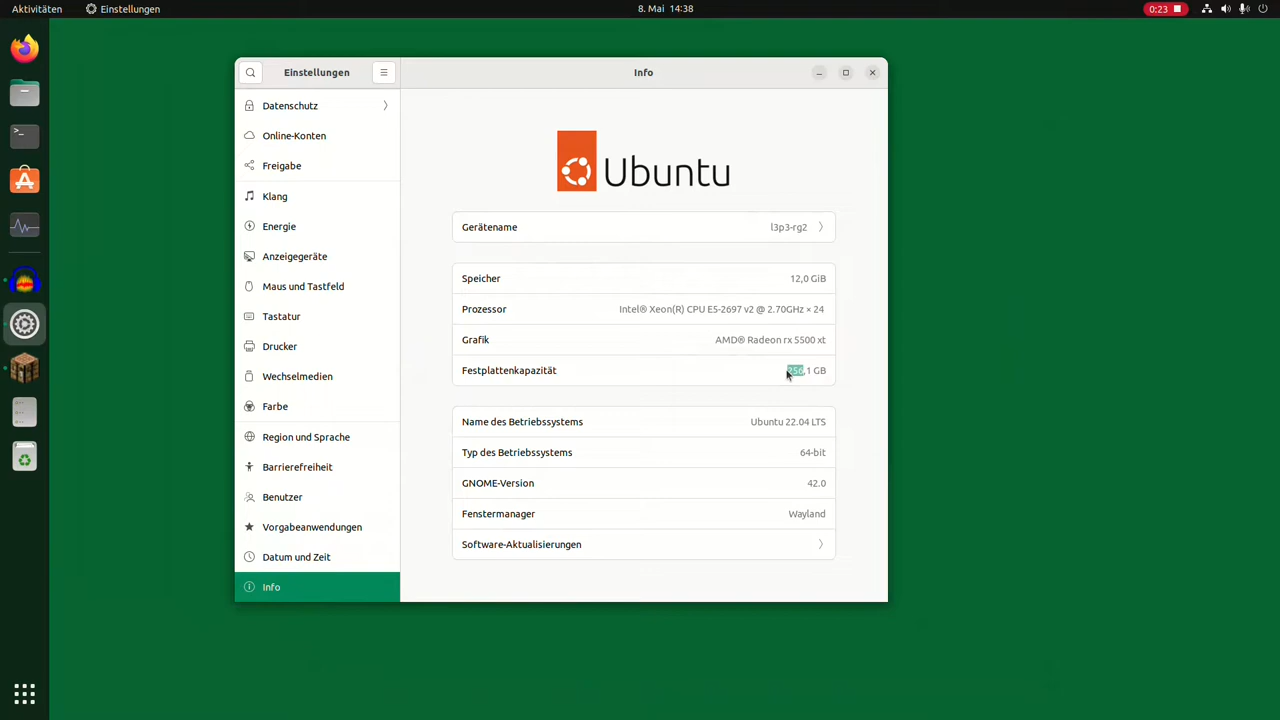 Aktivitäten Einstellungen 8. Mai 14:38 0:23
Einstellungen Info
Datenschutz
Online-Konten
Freigabe
Klang
Energie
Anzeigegeräte
Maus und Tastfeld
Tastatur
Drucker
Wechselmedien
Farbe
Region und Sprache
Barrierefreiheit
Benutzer
Vorgabeanwendungen
Datum und Zeit
Info
Ubuntu
Gerätename l3p3-rg2
Speicher 12,0 GiB
Prozessor Intel® Xeon(R) CPU E5-2697 v2 @ 2.70GHz × 24
Grafik AMD® Radeon rx 5500 xt
Festplattenkapazität 256,1 GB
Name des Betriebssystems Ubuntu 22.04 LTS
Typ des Betriebssystems 64-bit
GNOME-Version 42.0
Fenstermanager Wayland
Software-Aktualisierungen